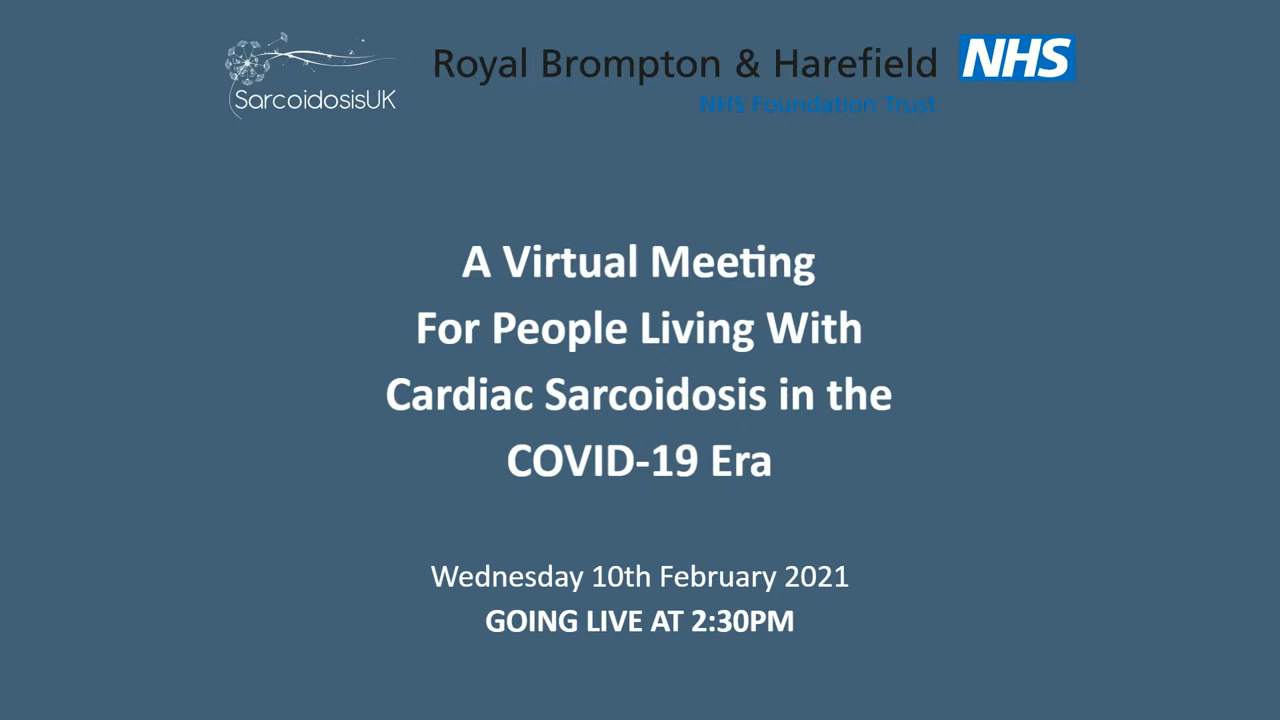 SarcoidosisUK
Royal Brompton & Harefield NHS
NHS Foundation Trust
A Virtual Meeting
For People Living With
Cardiac Sarcoidosis in the
COVID-19 Era
Wednesday 10th February 2021
GOING LIVE AT 2:30PM